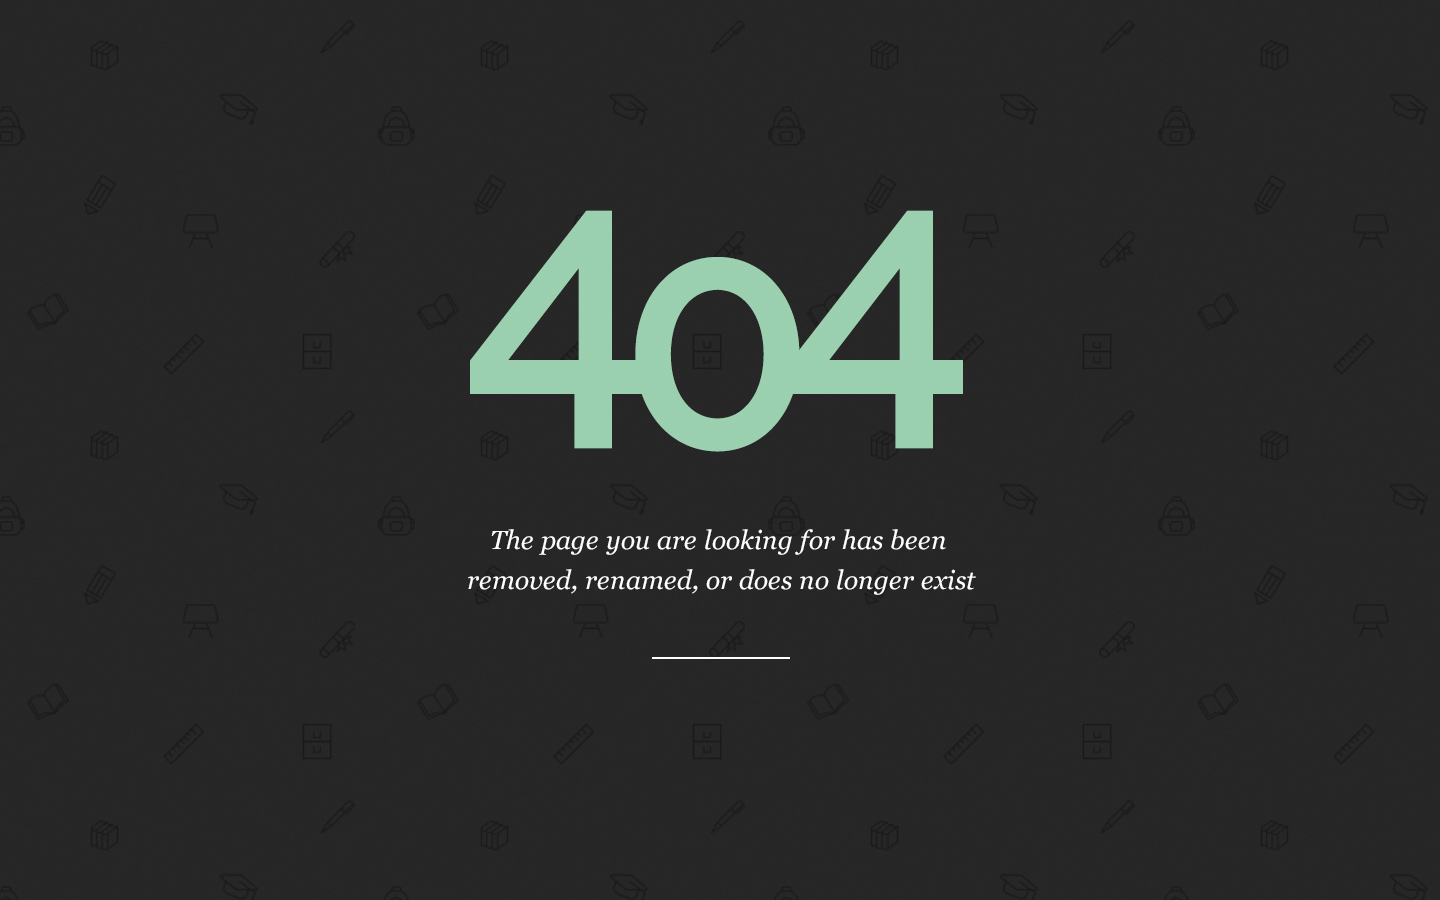 404
The page you are looking for has been
removed, renamed, or does no longer exist